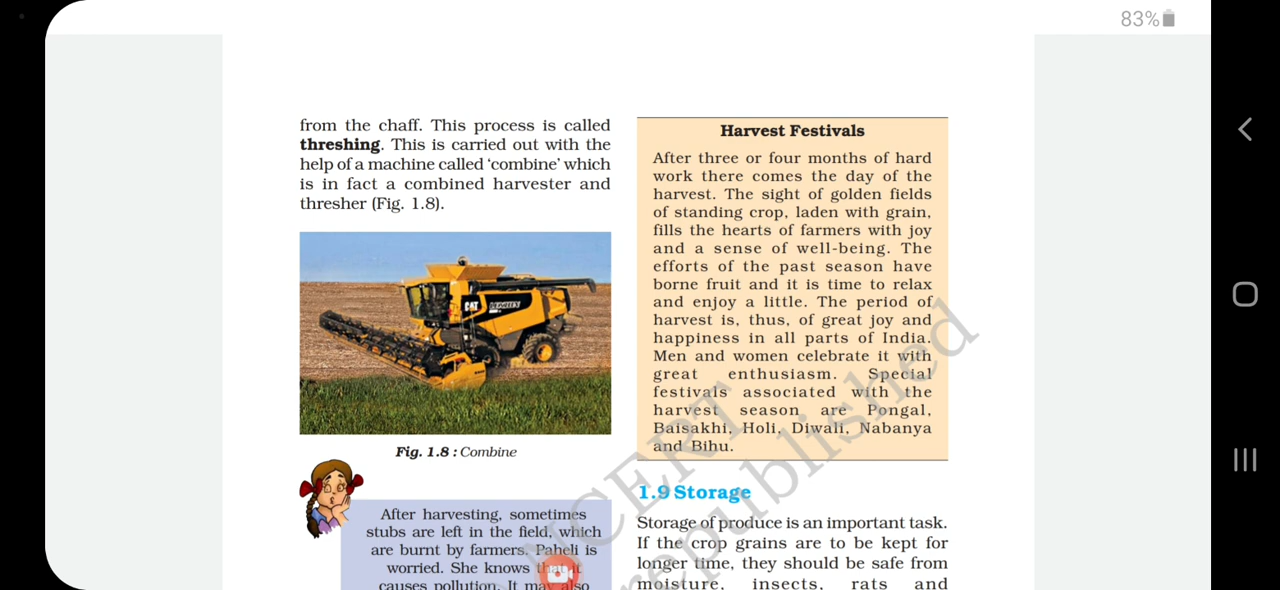 83%
from the chaff. This process is called
threshing. This is carried out with the
help of a machine called ‘combine’ which
is in fact a combined harvester and
thresher (Fig. 1.8).
CAT
Fig. 1.8 : Combine
After harvesting, sometimes
stubs are left in the field, which
are burnt by farmers. Paheli is
worried. She knows that it
causes pollution. It may also
Harvest Festivals
After three or four months of hard
work there comes the day of the
harvest. The sight of golden fields
of standing crop, laden with grain,
fills the hearts of farmers with joy
and a sense of well-being. The
efforts of the past season have
borne fruit and it is time to relax
and enjoy a little. The period of
harvest is, thus, of great joy and
happiness in all parts of India.
Men and women celebrate it with
great enthusiasm. Special
festivals associated with the
harvest season are Pongal,
Baisakhi, Holi, Diwali, Nabanya
and Bihu.
1.9 Storage
Storage of produce is an important task.
If the crop grains are to be kept for
longer time, they should be safe from
moisture, insects, rats and
NCERT
republished